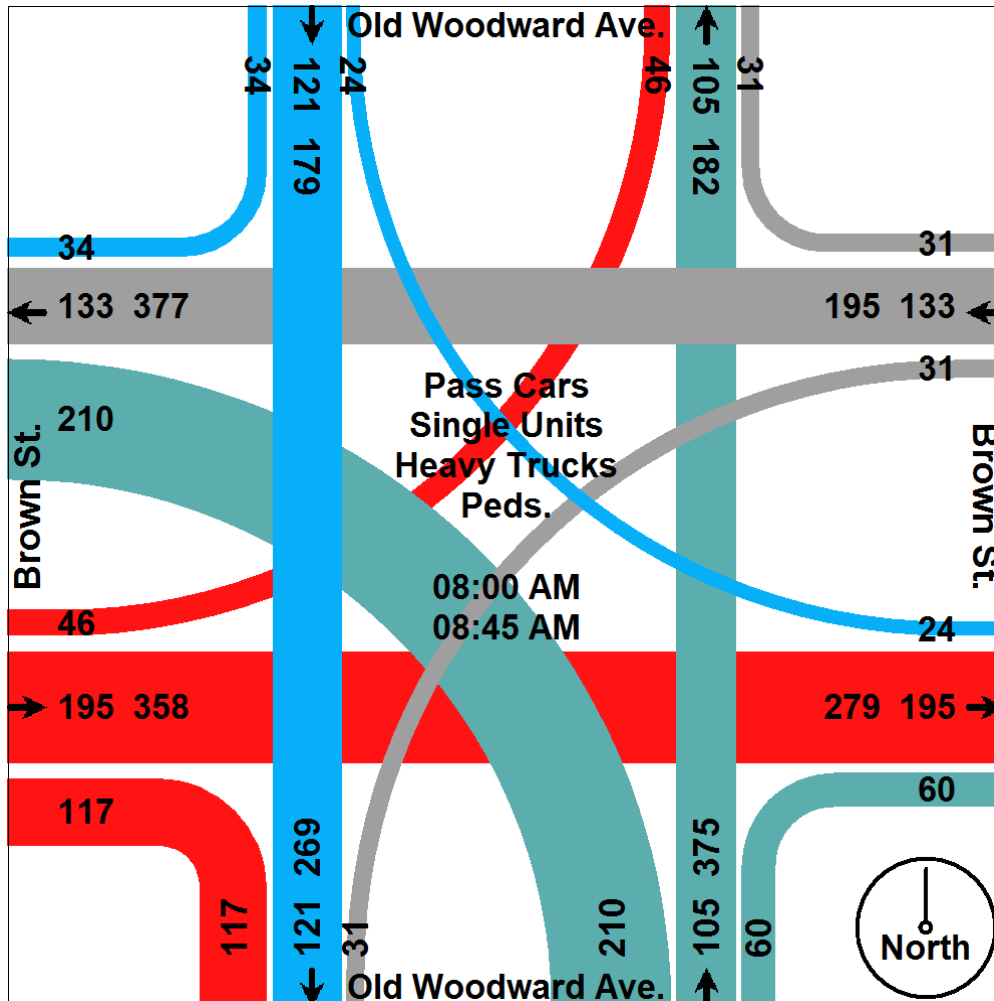 Old Woodward Ave.
34
121 179
24
46
105 182
31
34
31
133 377
195 133
31
210
Pass Cars
Single Units
Heavy Trucks
Peds.
Brown St.
Brown St.
08:00 AM
08:45 AM
46
24
195 358
279 195
117
60
117
121 269
31
210
105 375
60
North
Old Woodward Ave.